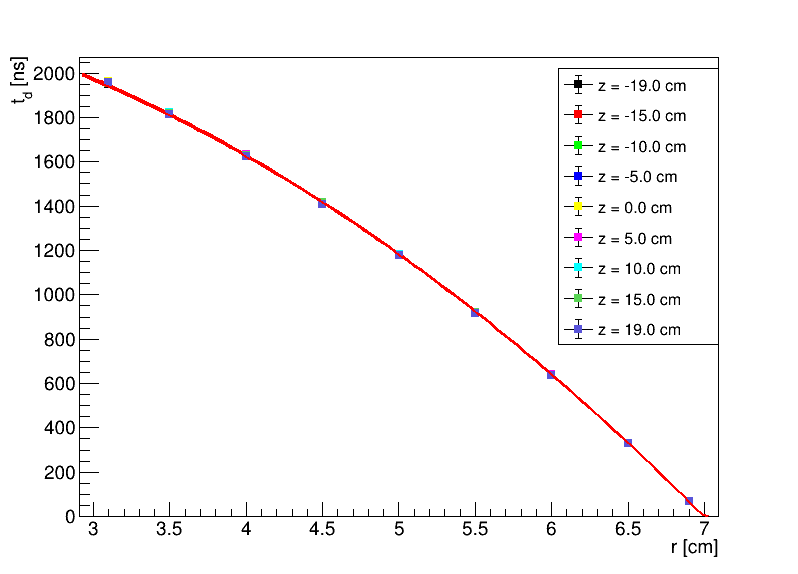 t_d [ns]
2000
1800
1600
1400
1200
1000
800
600
400
200
0
3 3.5 4 4.5 5 5.5 6 6.5 7
r [cm]
z = -19.0 cm
z = -15.0 cm
z = -10.0 cm
z = -5.0 cm
z = 0.0 cm
z = 5.0 cm
z = 10.0 cm
z = 15.0 cm
z = 19.0 cm